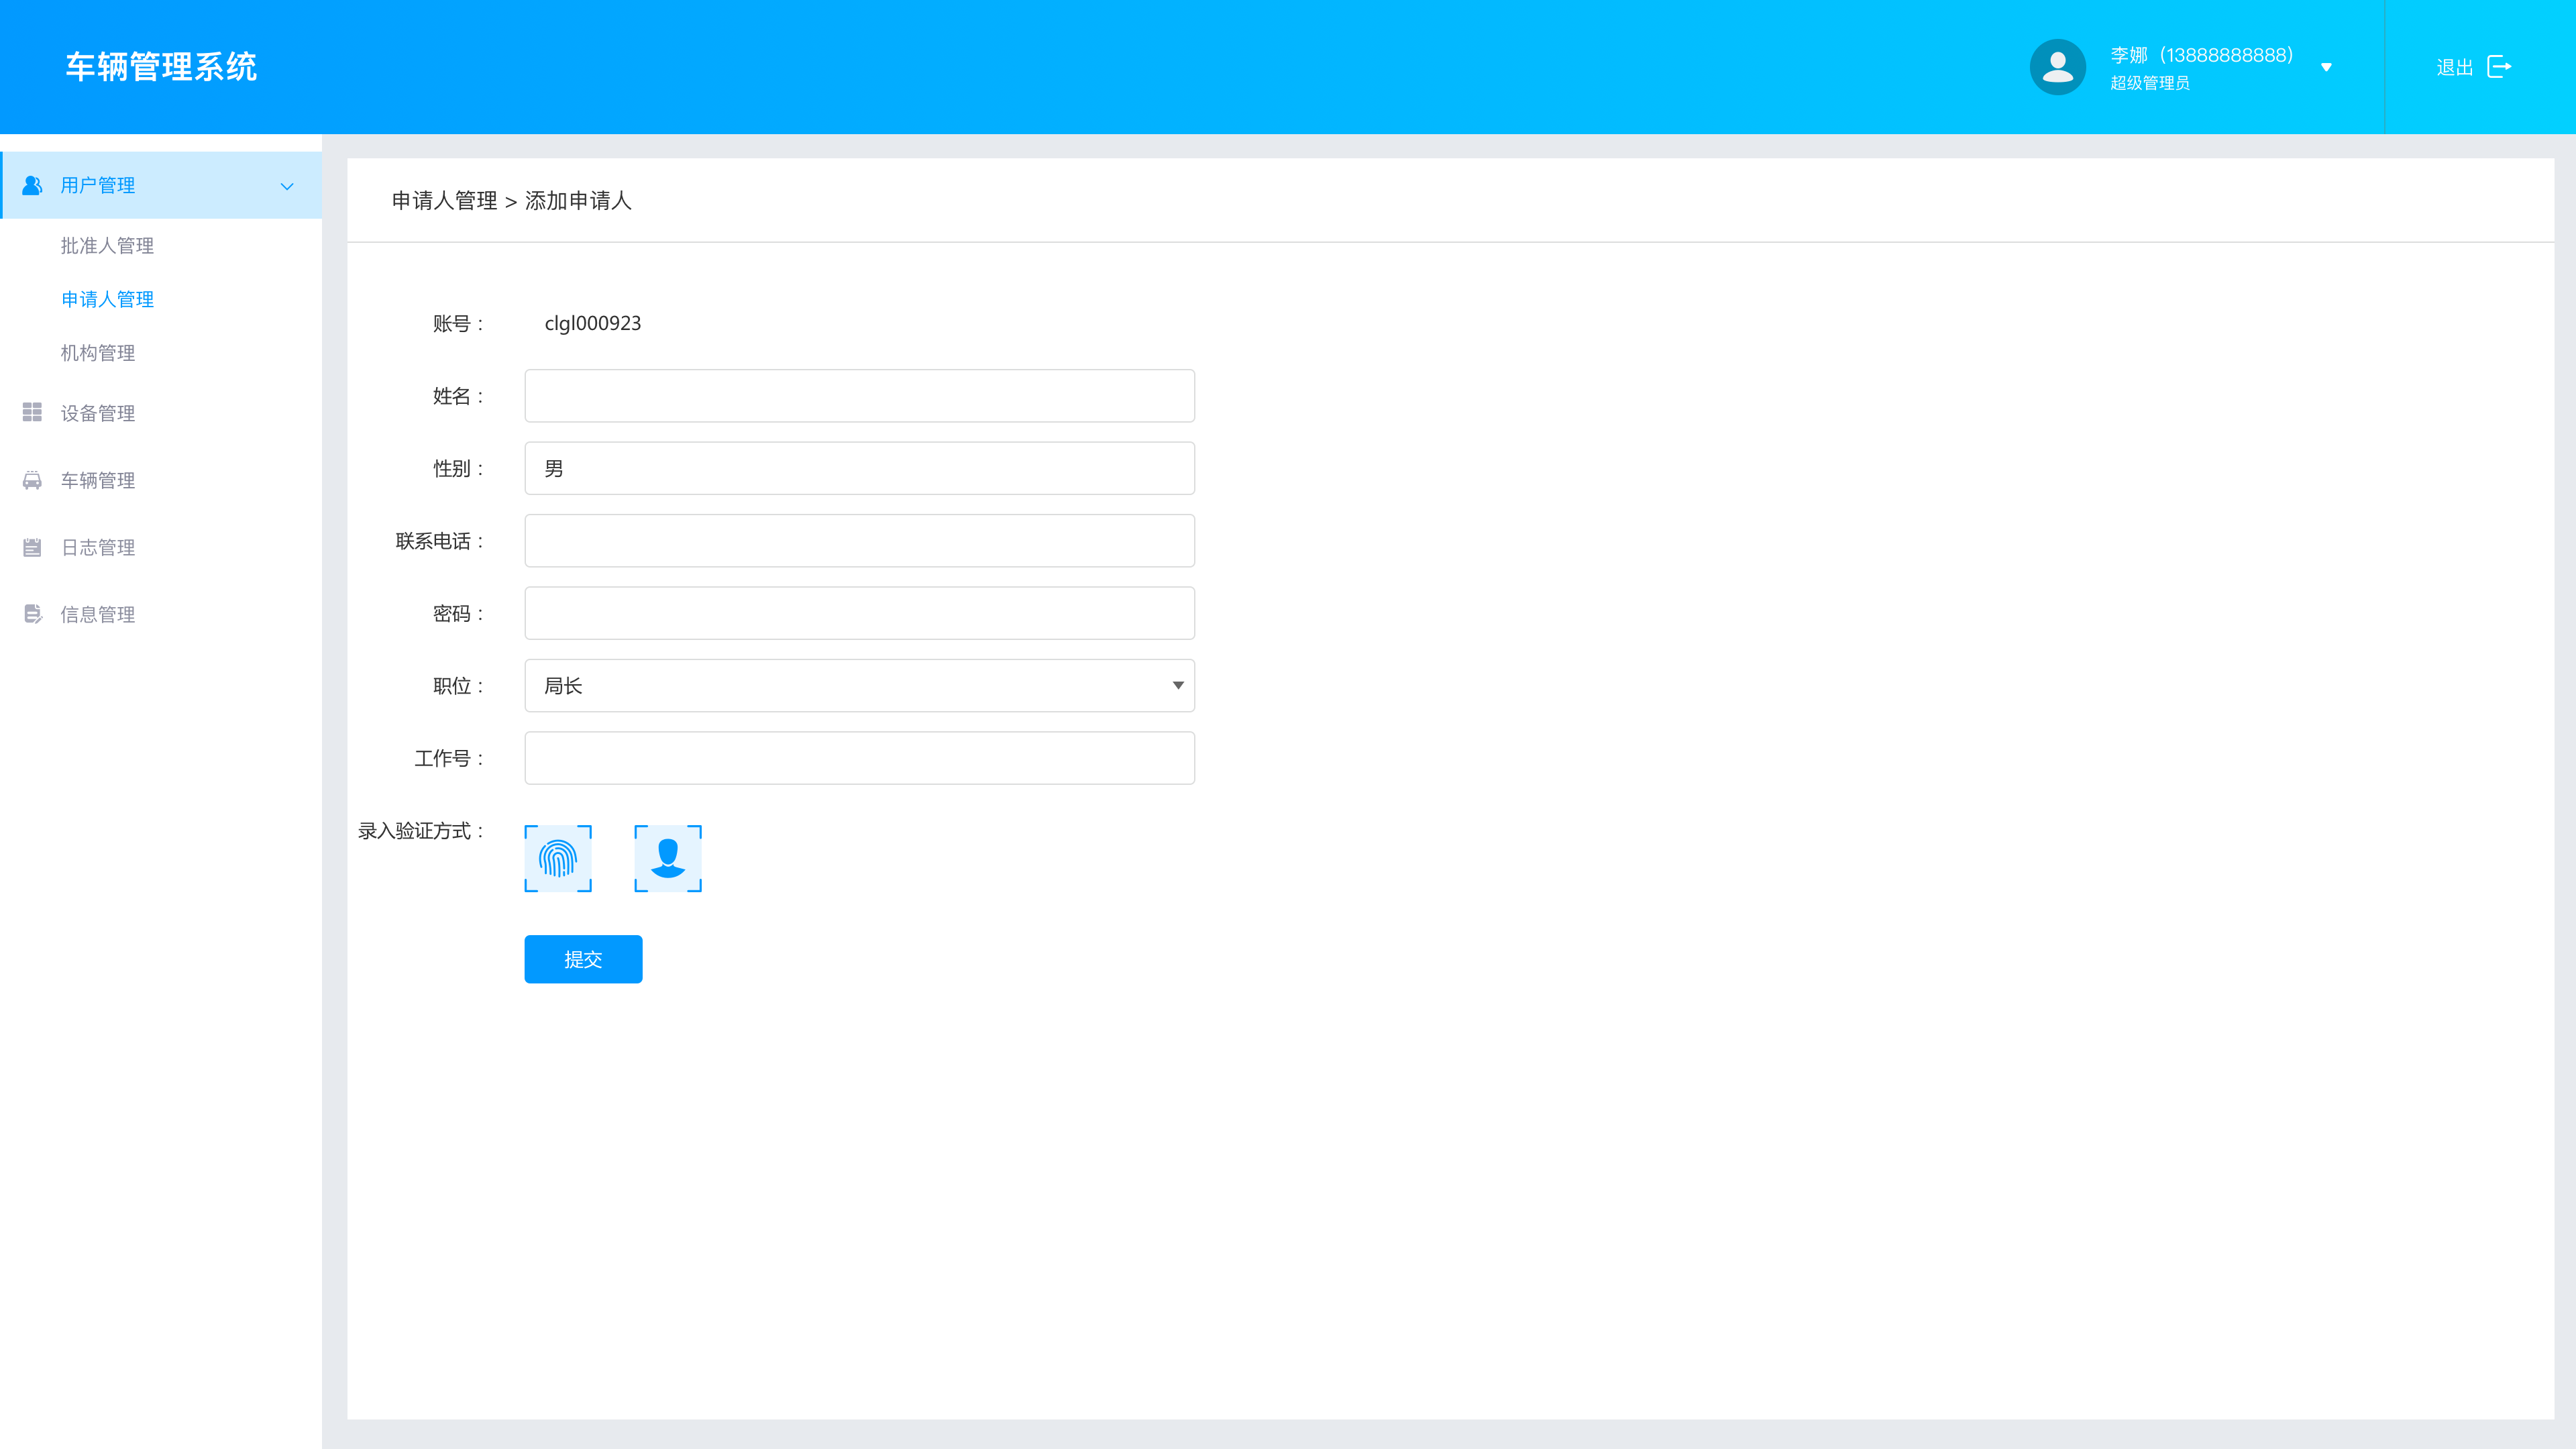 车辆管理系统
李娜（13888888888）
超级管理员
退出
用户管理
批准人管理
申请人管理
机构管理
设备管理
车辆管理
日志管理
信息管理
申请人管理 > 添加申请人
账号： clgl000923
姓名：
性别： 男
联系电话：
密码：
职位： 局长
工作号：
录入验证方式：
提交